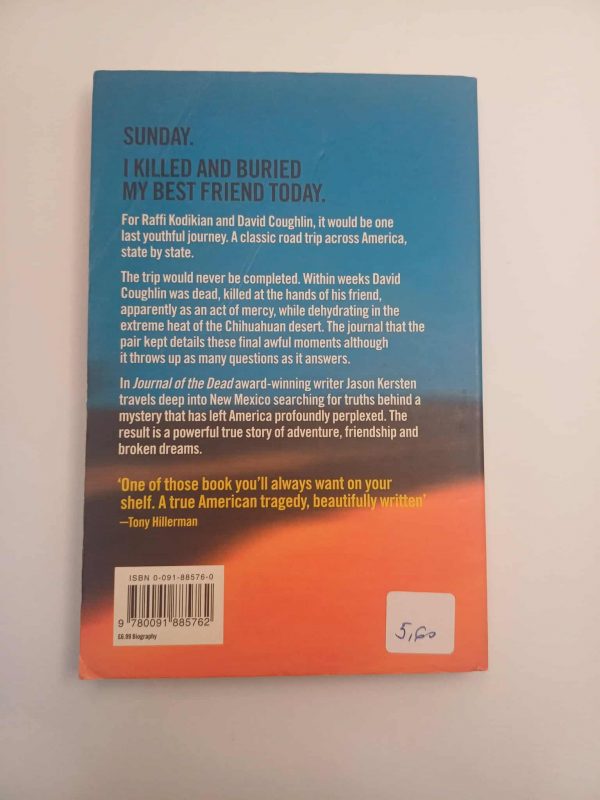 SUNDAY.
I KILLED AND BURIED
MY BEST FRIEND TODAY.
For Raffi Kodikian and David Coughlin, it would be one
last youthful journey. A classic road trip across America,
state by state.
The trip would never be completed. Within weeks David
Coughlin was dead, killed at the hands of his friend,
apparently as an act of mercy, while dehydrating in the
extreme heat of the Chihuahuan desert. The journal that the
pair kept details these final awful moments although
it throws up as many questions as it answers.
In Journal of the Dead award-winning writer Jason Kersten
travels deep into New Mexico searching for truths behind a
mystery that has left America profoundly perplexed. The
result is a powerful true story of adventure, friendship and
broken dreams.
‘One of those book you’ll always want on your
shelf. A true American tragedy, beautifully written’
—Tony Hillerman
ISBN 0-091-88576-0
9 780091 885762
£6.99 Biography
5,60